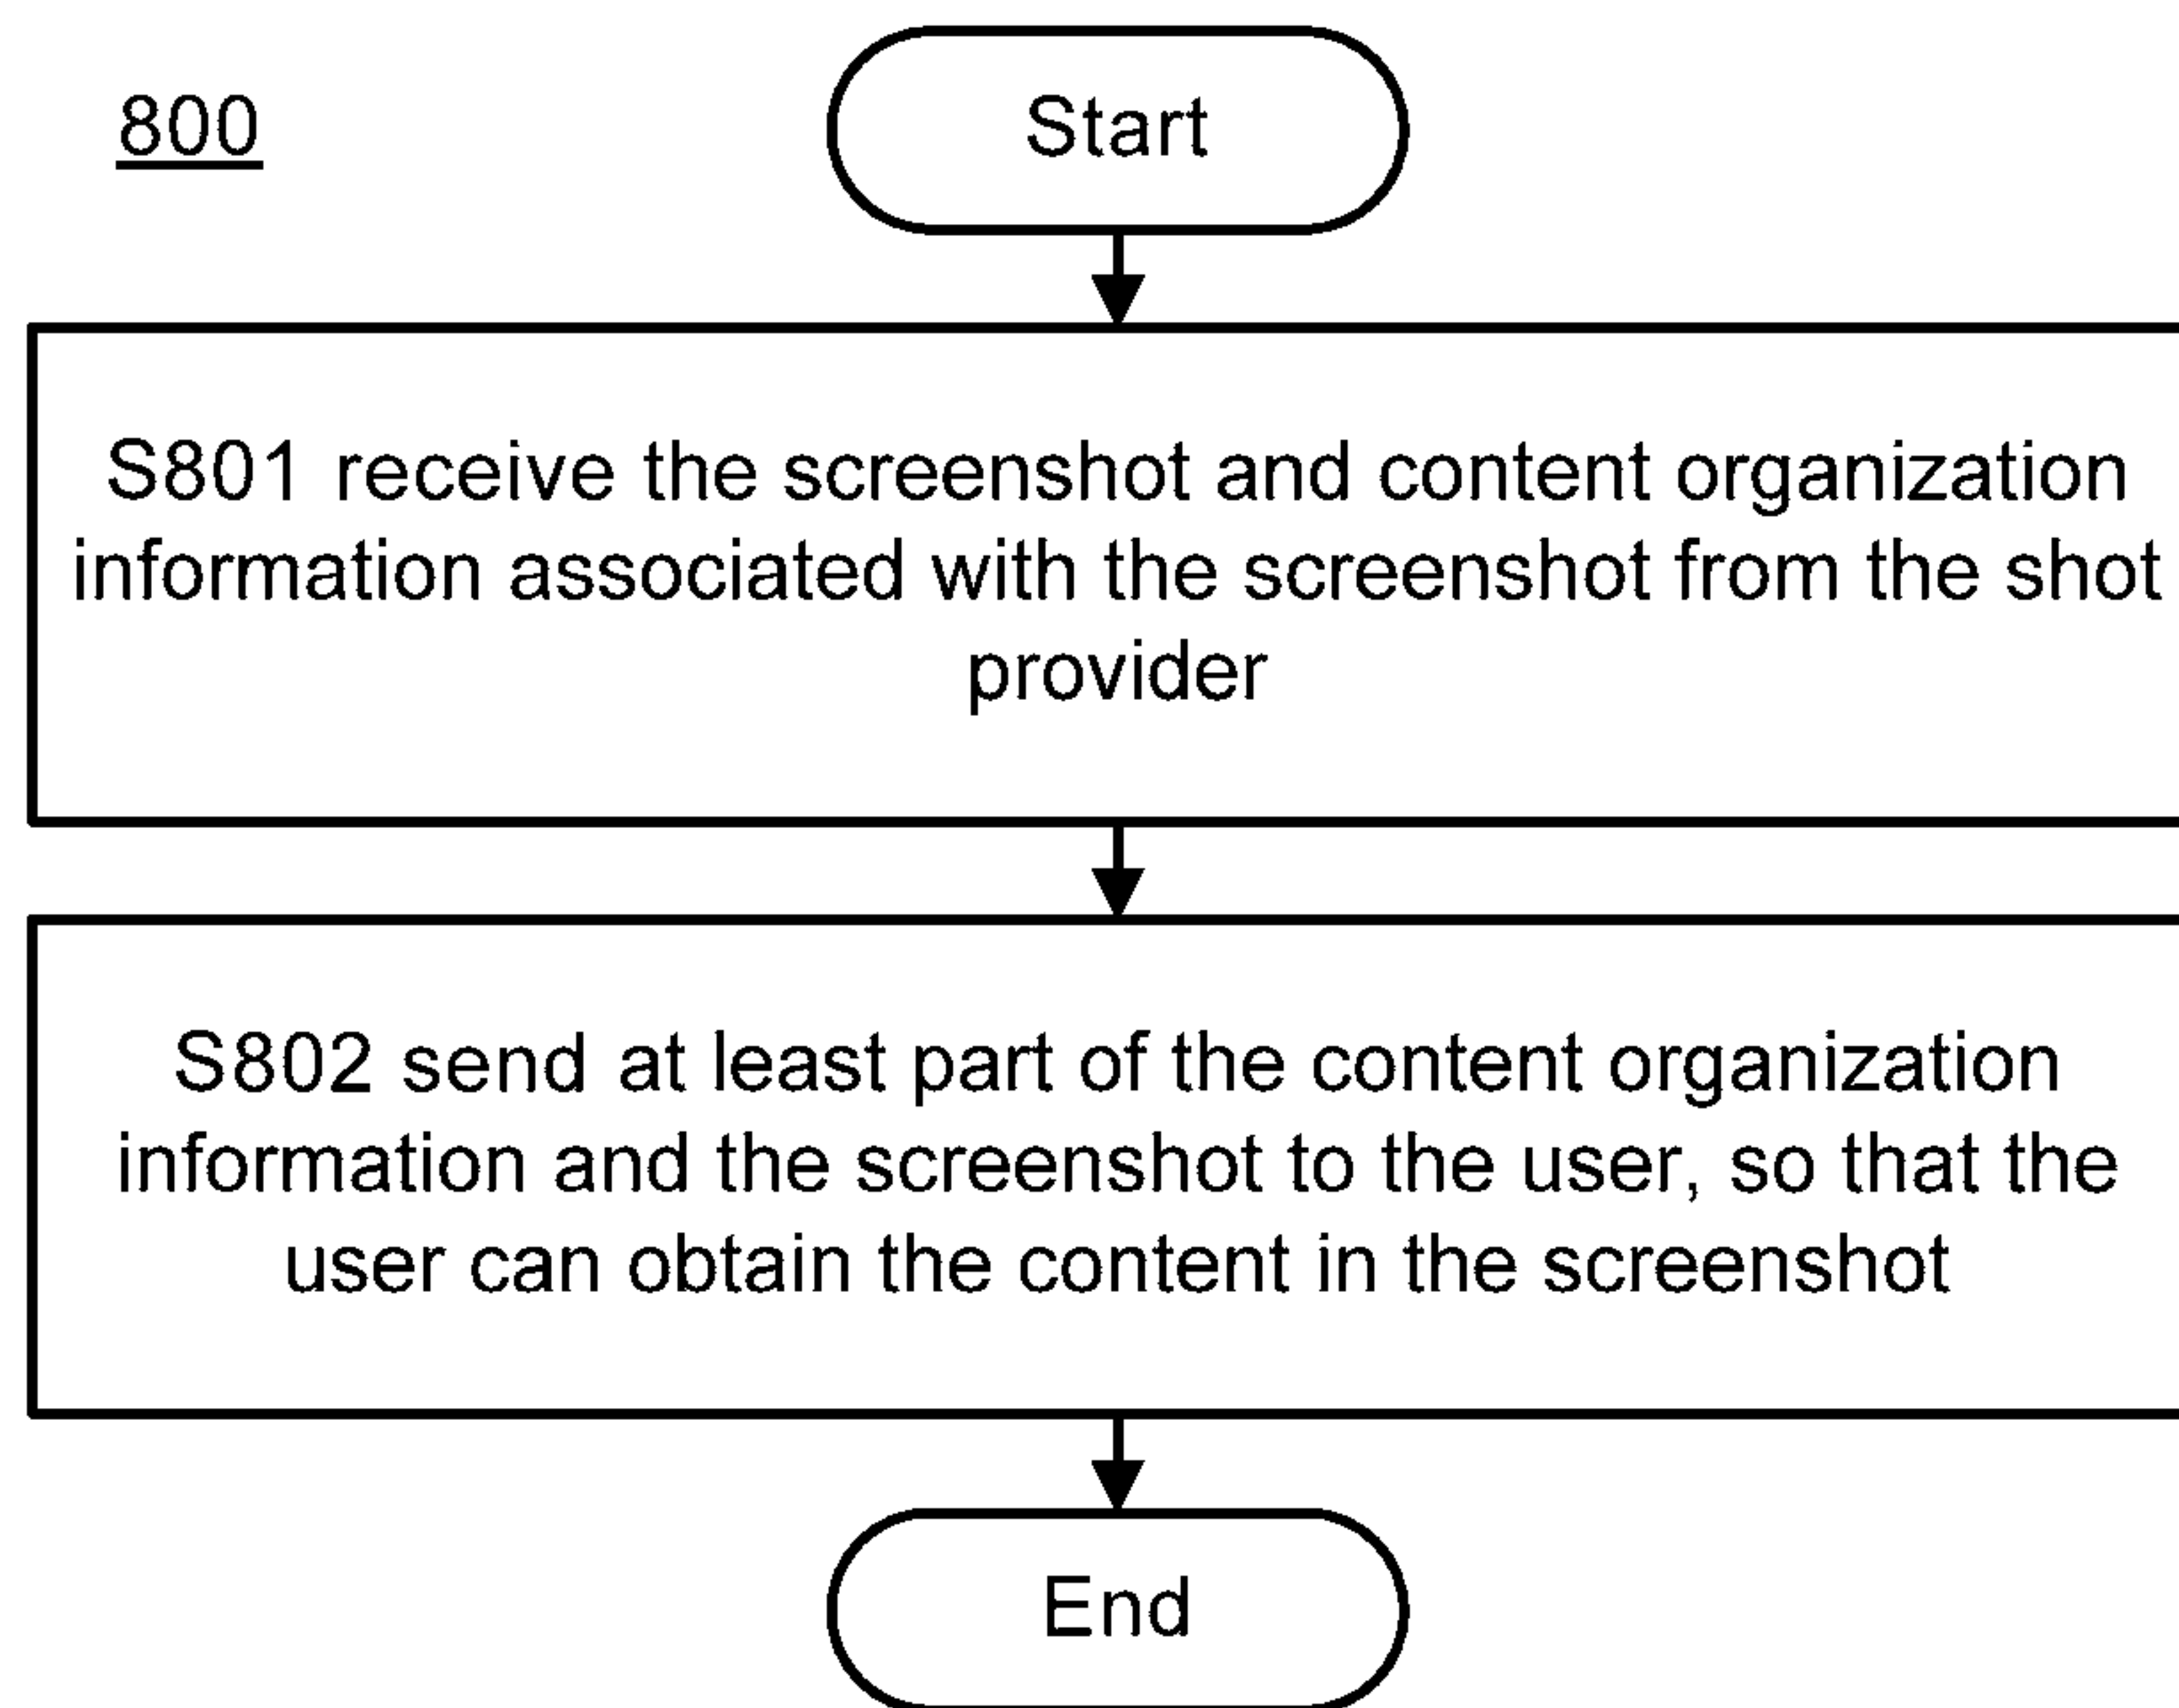 800
Start
S801 receive the screenshot and content organization
information associated with the screenshot from the shot
provider
S802 send at least part of the content organization
information and the screenshot to the user, so that the
user can obtain the content in the screenshot
End